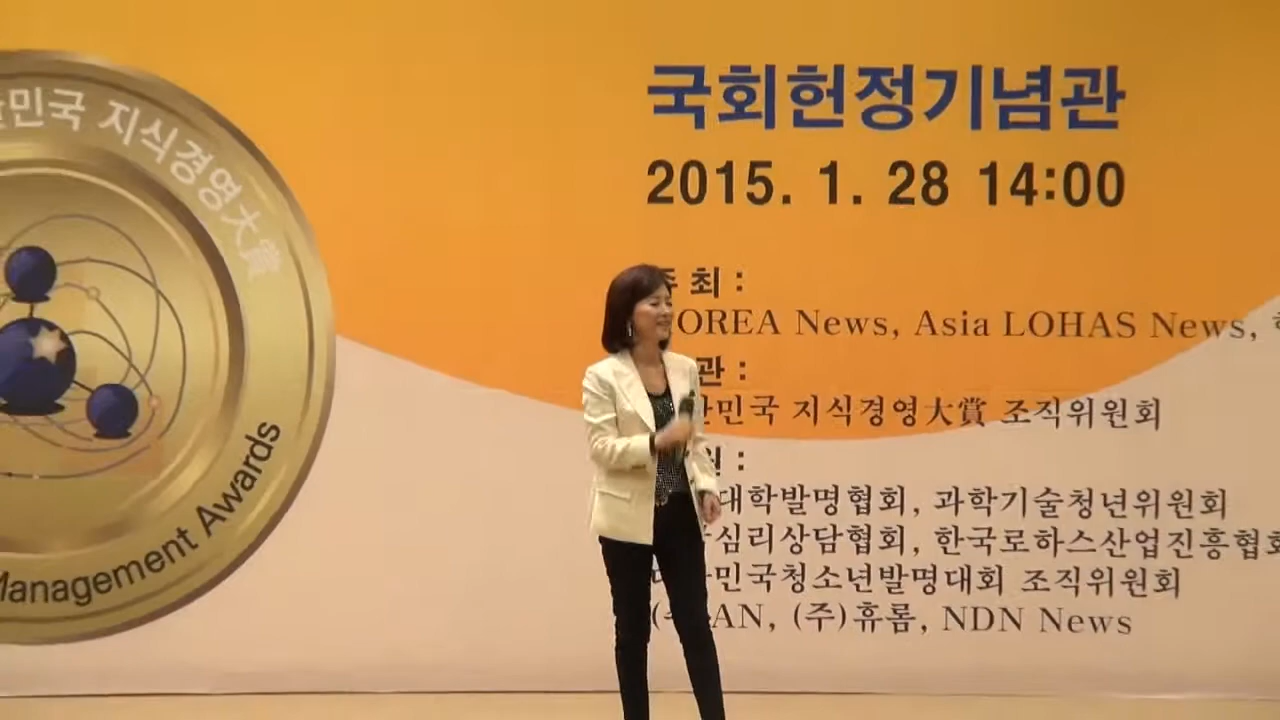 민국 지식경영大賞
Management Awards
국회헌정기념관
2015. 1. 28 14:00
최 :
OREA News, Asia LOHAS News,
관 :
민국 지식경영大賞 조직위원회
원 :
대학발명협회, 과학기술청년위원회
심리상담협회, 한국로하스산업진흥협회
민국청소년발명대회 조직위원회
AN, (주)휴롬, NDN News